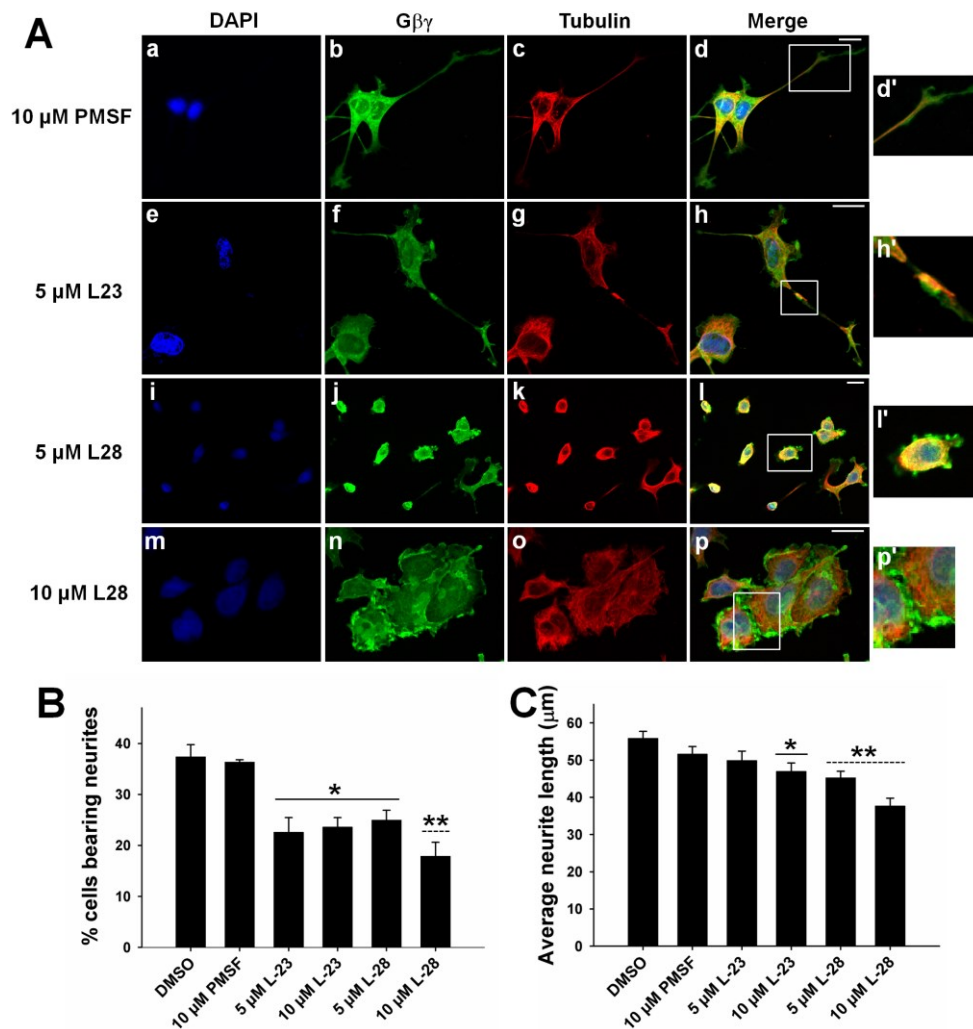 A
DAPI Gβγ Tubulin Merge
10 µM PMSF
a b c d d'
5 µM L23
e f g h h'
5 µM L28
i j k l l'
10 µM L28
m n o p p'
B
% cells bearing neurites
40
30
20
10
0
*
**
DMSO
10 µM PMSF
5 µM L-23
10 µM L-23
5 µM L-28
10 µM L-28
C
Average neurite length (µm)
60
50
40
30
20
10
0
*
**
DMSO
10 µM PMSF
5 µM L-23
10 µM L-23
5 µM L-28
10 µM L-28